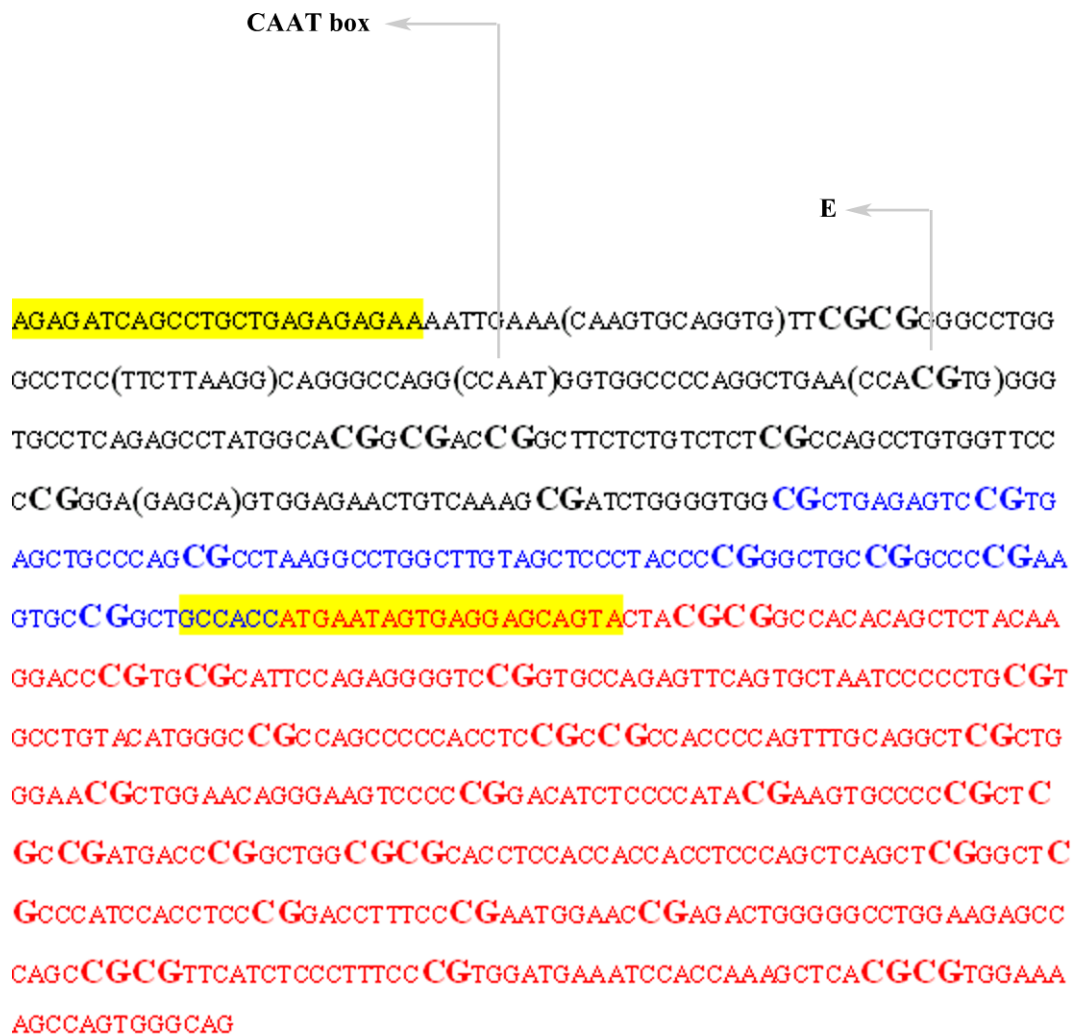 CAAT box
E
AGAGATCAGCCTGCTGAGAGAGAAAATTGAAA(CAAGTGCAGGTG)TTCGCGGGGCCTGG
GCCTCC(TTCTTAAGG)CAGGGCCAGG(CCAAT)GGTGGCCCCAGGCTGAA(CCACGTG)GGG
TGCCTCAGAGCCTATGGCACGGCGACCGGCTTCTCTGTCTCTCGCCAGCCTGTGGTTCC
CCGGGA(GAGCA)GTGGAGAACTGTCAAAGCGATCTGGGGTGGCGCTGAGAGTCCGTG
AGCTGCCCAGCGCCTAAGGCCTGGCTTGTAGCTCCCTACCCCGGGCTGCCGGCCCCGAA
GTGCCCGGCTGCCACCATGAATAGTGAGGAGCAGTACTACGCGGCCACACAGCTCTACAA
GGACCCGTGCGCATTCCAGAGGGGTCCGGTGCCAGAGTTCAGTGCTAATCCCCCTGCGT
GCCTGTACATGGGCCGCCAGCCCCCACCTCCGCCGCCACCCCAGTTTGCAGGCTCGCTG
GGAACGCTGGAACAGGGAAGTCCCCCGGACATCTCCCCATACGAAGTGCCCCCGCTC
GCCGATGACCCGGCTGGCGCGCACCTCCACCACCACCTCCCAGCTCAGCTCGGGCTC
GCCCATCCACCTCCCGGACCTTTCCCGAATGGAACCGAGACTGGGGGCCTGGAAGAGCC
CAGCCGCGTTCATCTCCCTTTCCCGTGGATGAAATCCACCAAAGCTCACGCGTGGAAA
AGCCAGTGGGCAG